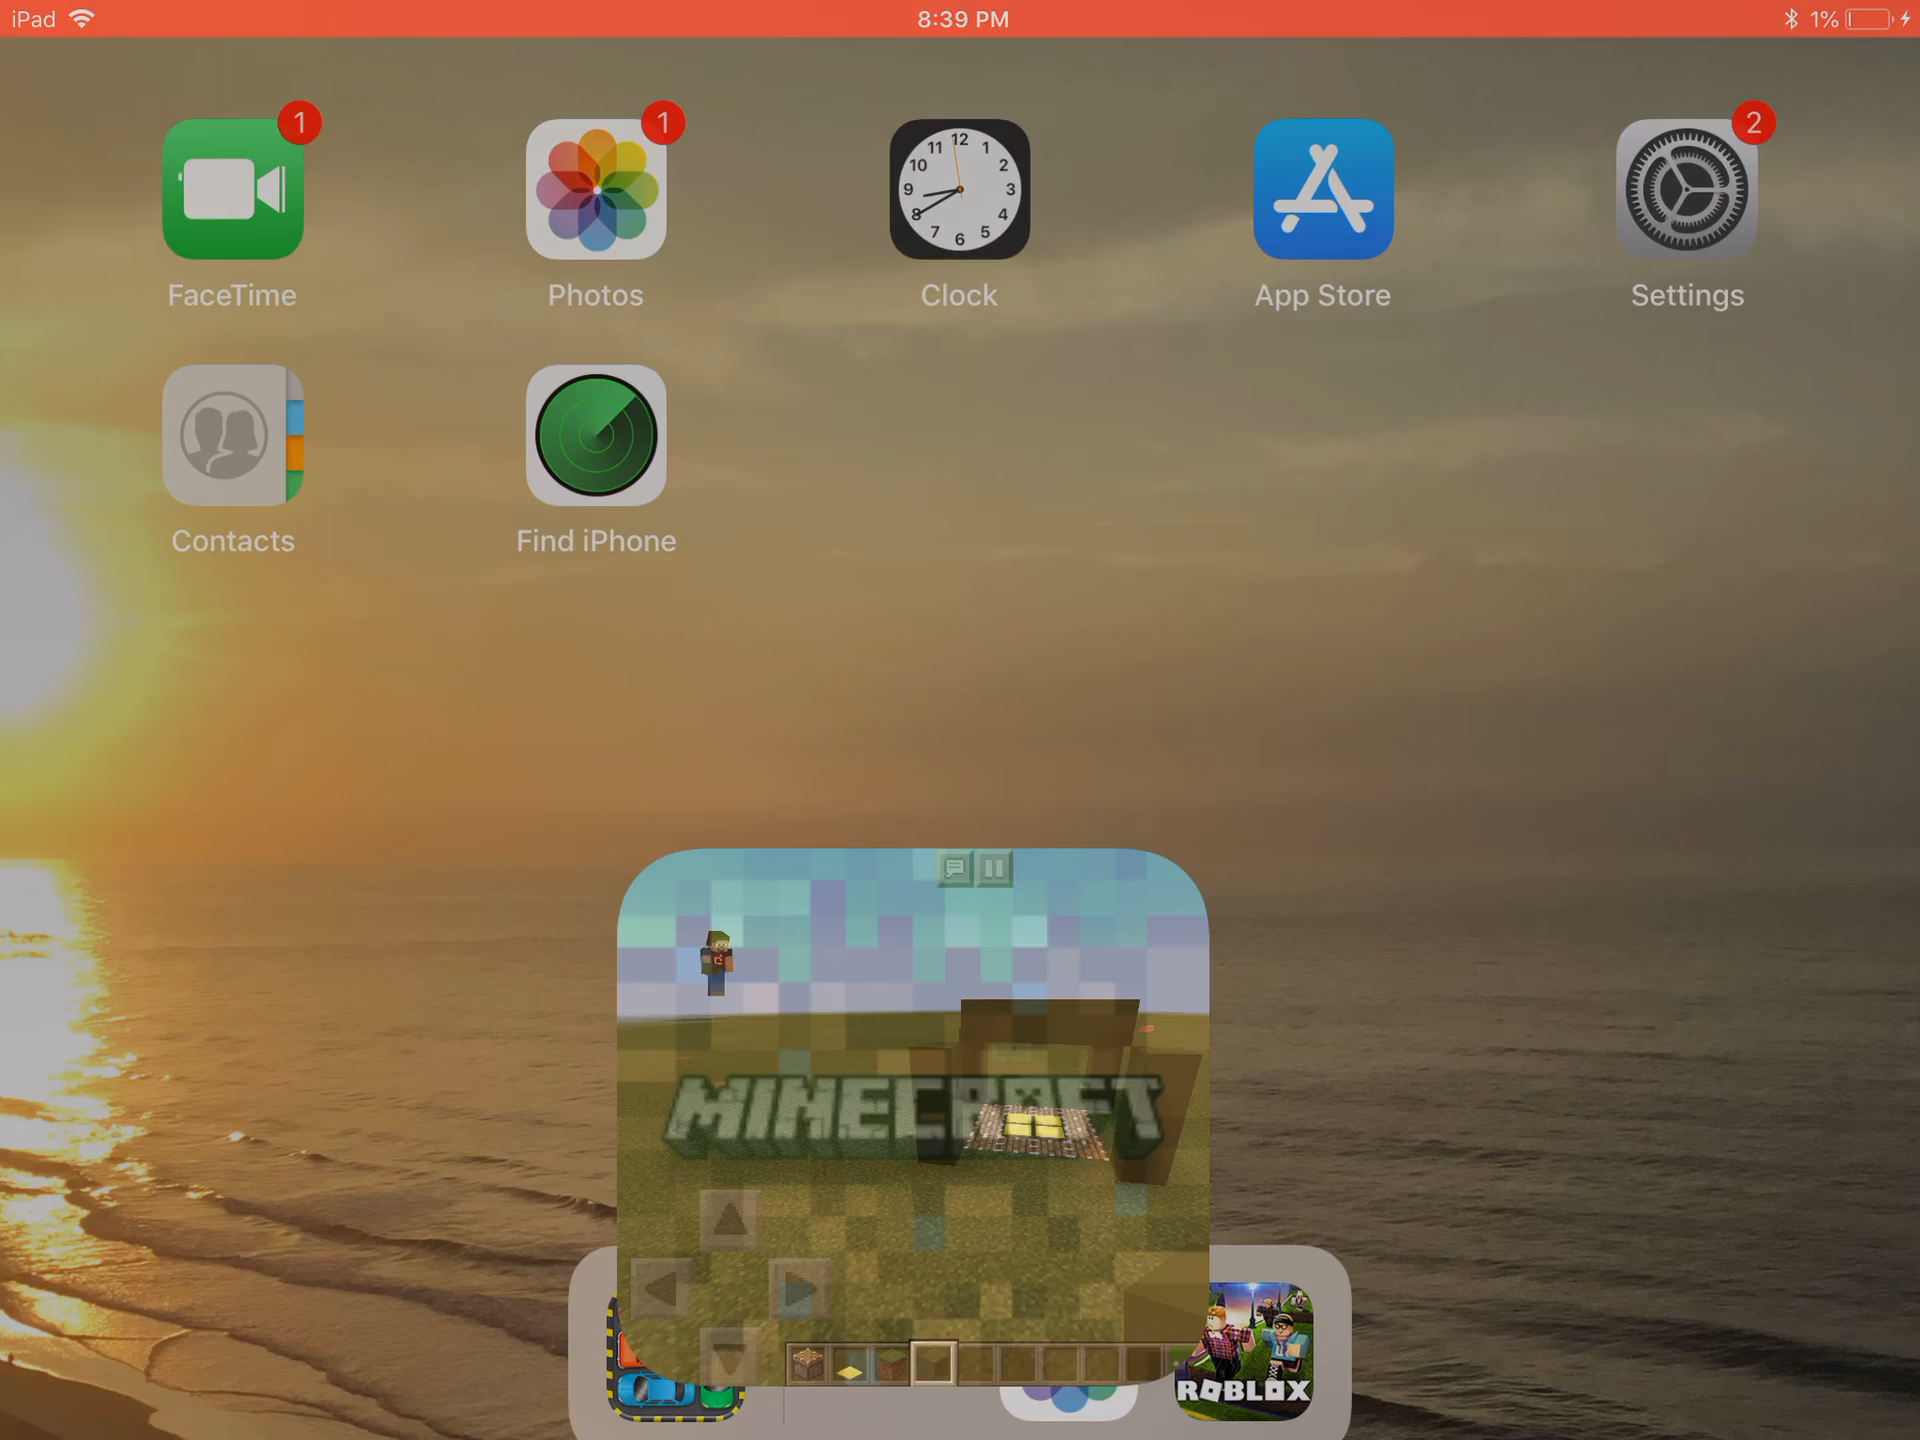 iPad 8:39 PM 1%
1 1 2
12
11 1
10 2
9 3
8 4
7 5
6
FaceTime Photos Clock App Store Settings
Contacts Find iPhone
MINECRAFT
ROBLOX